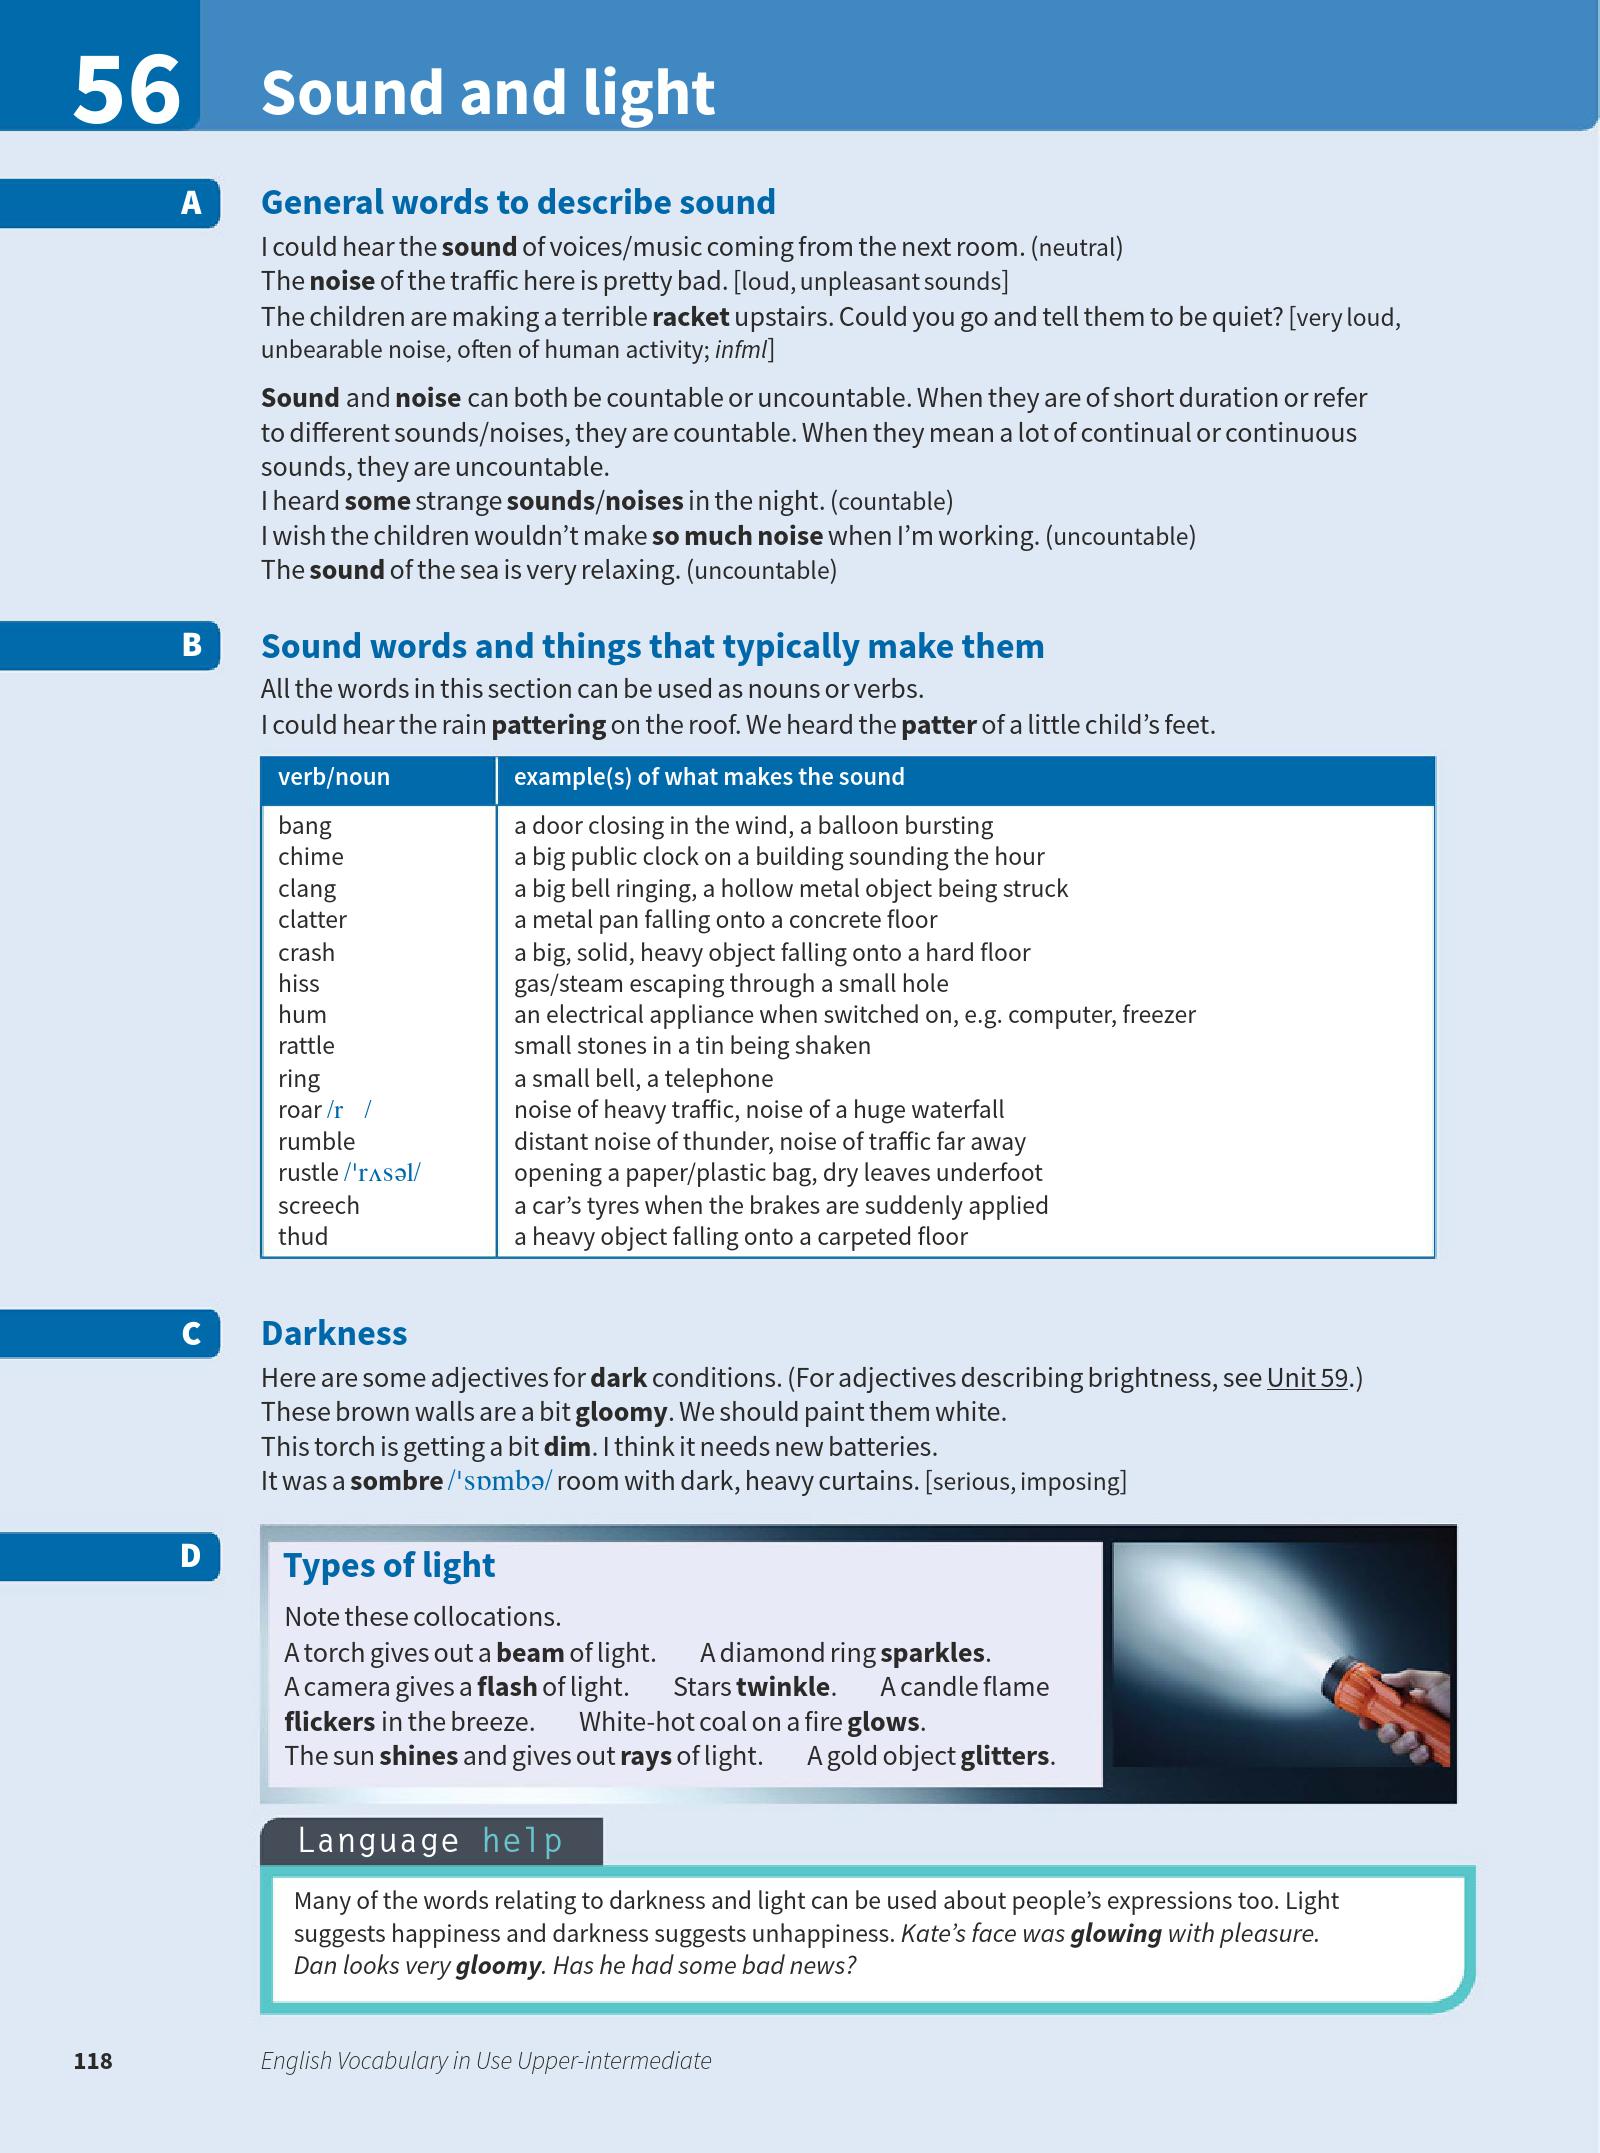 56
Sound and light
A
General words to describe sound
I could hear the sound of voices/music coming from the next room. (neutral)
The noise of the traffic here is pretty bad. [loud, unpleasant sounds]
The children are making a terrible racket upstairs. Could you go and tell them to be quiet? [very loud,
unbearable noise, often of human activity; infml]
Sound and noise can both be countable or uncountable. When they are of short duration or refer
to different sounds/noises, they are countable. When they mean a lot of continual or continuous
sounds, they are uncountable.
I heard some strange sounds/noises in the night. (countable)
I wish the children wouldn't make so much noise when I'm working. (uncountable)
The sound of the sea is very relaxing. (uncountable)
B
Sound words and things that typically make them
All the words in this section can be used as nouns or verbs.
I could hear the rain pattering on the roof. We heard the patter of a little child's feet.
verb/noun example(s) of what makes the sound
bang a door closing in the wind, a balloon bursting
chime a big public clock on a building sounding the hour
clang a big bell ringing, a hollow metal object being struck
clatter a metal pan falling onto a concrete floor
crash a big, solid, heavy object falling onto a hard floor
hiss gas/steam escaping through a small hole
hum an electrical appliance when switched on, e.g. computer, freezer
rattle small stones in a tin being shaken
ring a small bell, a telephone
roar /r / noise of heavy traffic, noise of a huge waterfall
rumble distant noise of thunder, noise of traffic far away
rustle /ˈrʌsəl/ opening a paper/plastic bag, dry leaves underfoot
screech a car's tyres when the brakes are suddenly applied
thud a heavy object falling onto a carpeted floor
C
Darkness
Here are some adjectives for dark conditions. (For adjectives describing brightness, see Unit 59.)
These brown walls are a bit gloomy. We should paint them white.
This torch is getting a bit dim. I think it needs new batteries.
It was a sombre /ˈsɒmbə/ room with dark, heavy curtains. [serious, imposing]
D
Types of light
Note these collocations.
A torch gives out a beam of light. A diamond ring sparkles.
A camera gives a flash of light. Stars twinkle. A candle flame
flickers in the breeze. White-hot coal on a fire glows.
The sun shines and gives out rays of light. A gold object glitters.
Language help
Many of the words relating to darkness and light can be used about people's expressions too. Light
suggests happiness and darkness suggests unhappiness. Kate's face was glowing with pleasure.
Dan looks very gloomy. Has he had some bad news?
118 English Vocabulary in Use Upper-intermediate